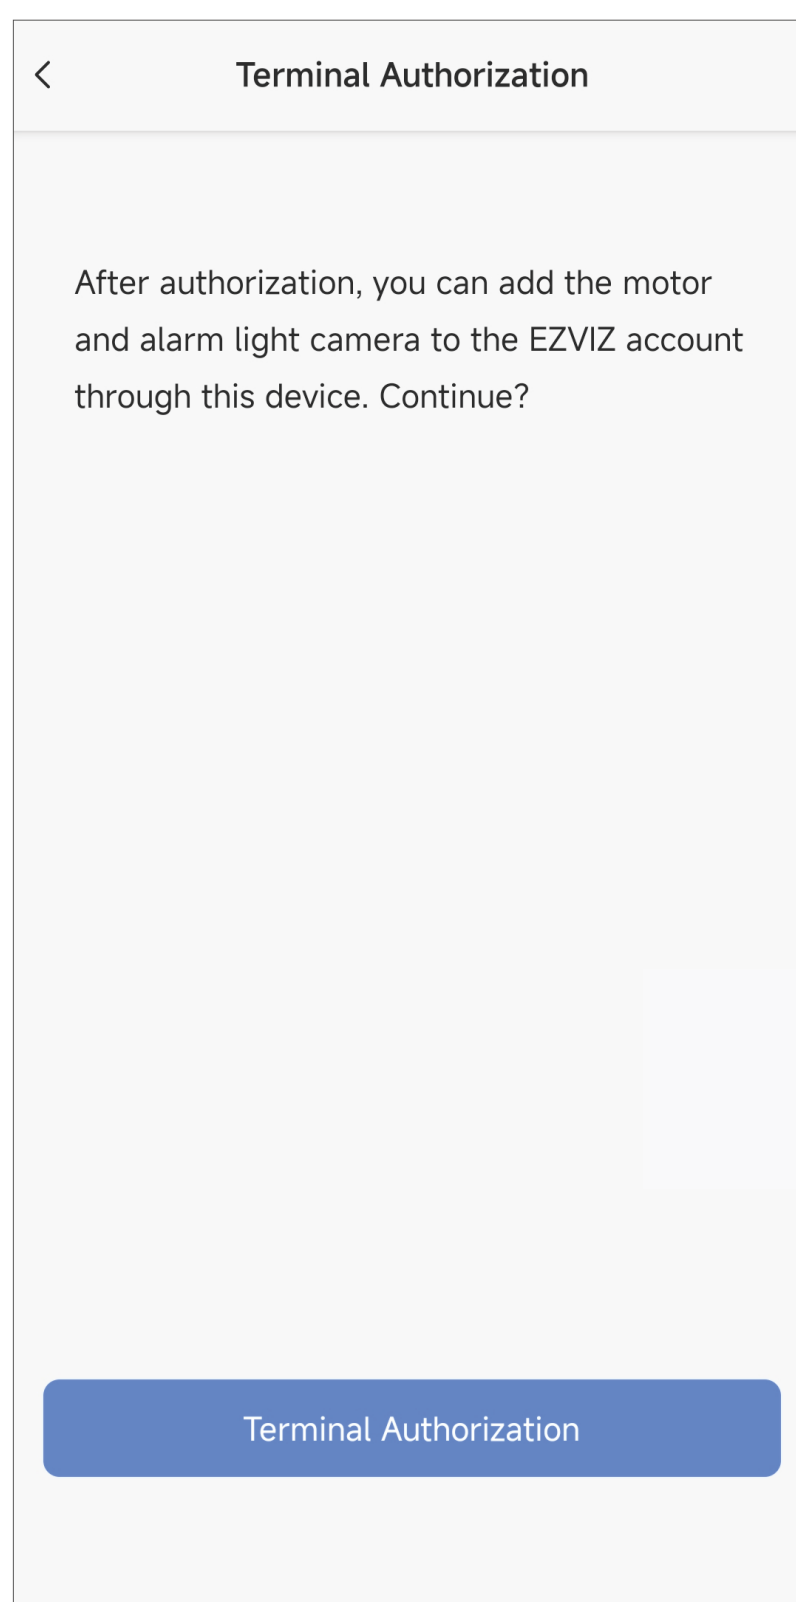 Terminal Authorization
After authorization, you can add the motor
and alarm light camera to the EZVIZ account
through this device. Continue?
Terminal Authorization